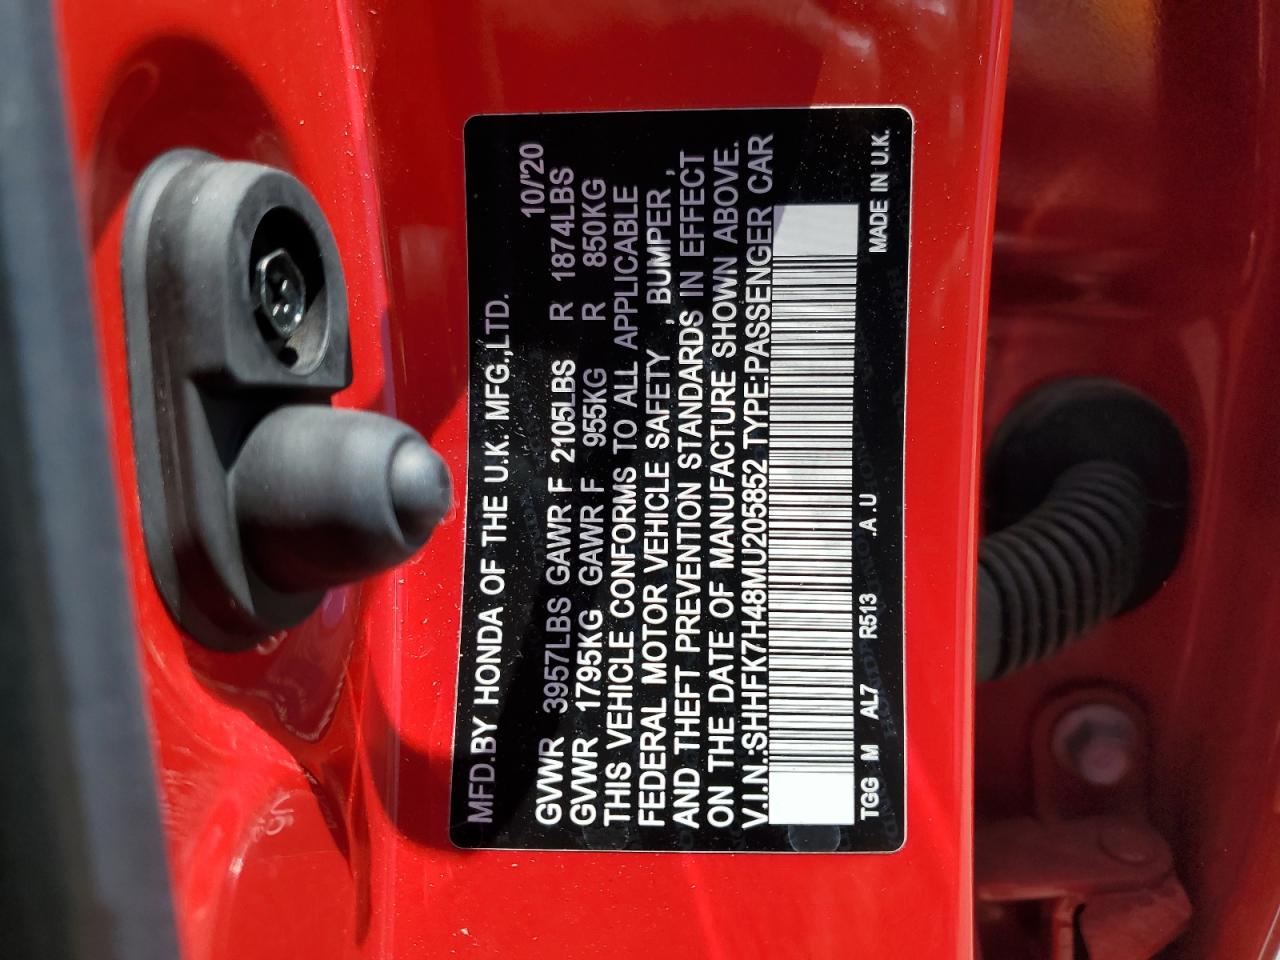 MFD.BY HONDA OF THE U.K. MFG.,LTD.
10/'20
GVWR 3957LBS GAWR F 2105LBS R 1874LBS
GVWR 1795KG GAWR F 955KG R 850KG
THIS VEHICLE CONFORMS TO ALL APPLICABLE
FEDERAL MOTOR VEHICLE SAFETY , BUMPER ,
AND THEFT PREVENTION STANDARDS IN EFFECT
ON THE DATE OF MANUFACTURE SHOWN ABOVE.
V.I.N.:SHHFK7H48MU205852 TYPE:PASSENGER CAR
TGG M AL7 R513 .A.U MADE IN U.K.